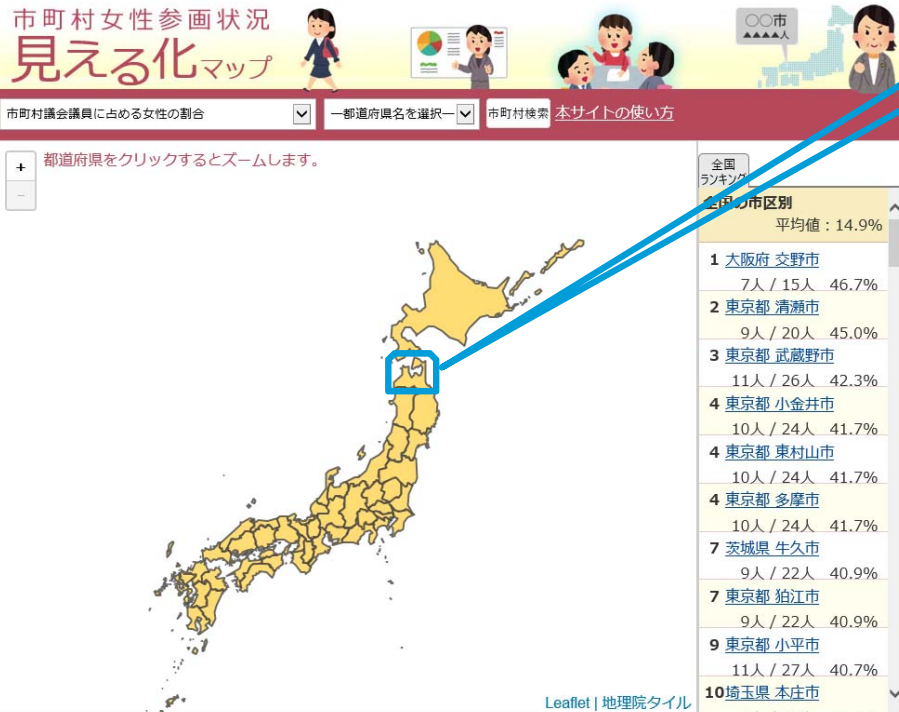 市町村女性参画状況
見える化マップ
○○市
▲▲▲▲人
市町村議会議員に占める女性の割合
―都道府県名を選択―
市町村検索
本サイトの使い方
+
都道府県をクリックするとズームします。
−
全国
ランキング
全国の市区別
平均値：14.9%
1 大阪府 交野市
7人 / 15人 46.7%
2 東京都 清瀬市
9人 / 20人 45.0%
3 東京都 武蔵野市
11人 / 26人 42.3%
4 東京都 小金井市
10人 / 24人 41.7%
4 東京都 東村山市
10人 / 24人 41.7%
4 東京都 多摩市
10人 / 24人 41.7%
7 茨城県 牛久市
9人 / 22人 40.9%
7 東京都 狛江市
9人 / 22人 40.9%
9 東京都 小平市
11人 / 27人 40.7%
10 埼玉県 本庄市
Leaflet | 地理院タイル